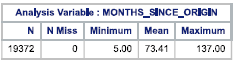 Analysis Variable : MONTHS_SINCE_ORIGIN
N N Miss Minimum Mean Maximum
19372 0 5.00 73.41 137.00